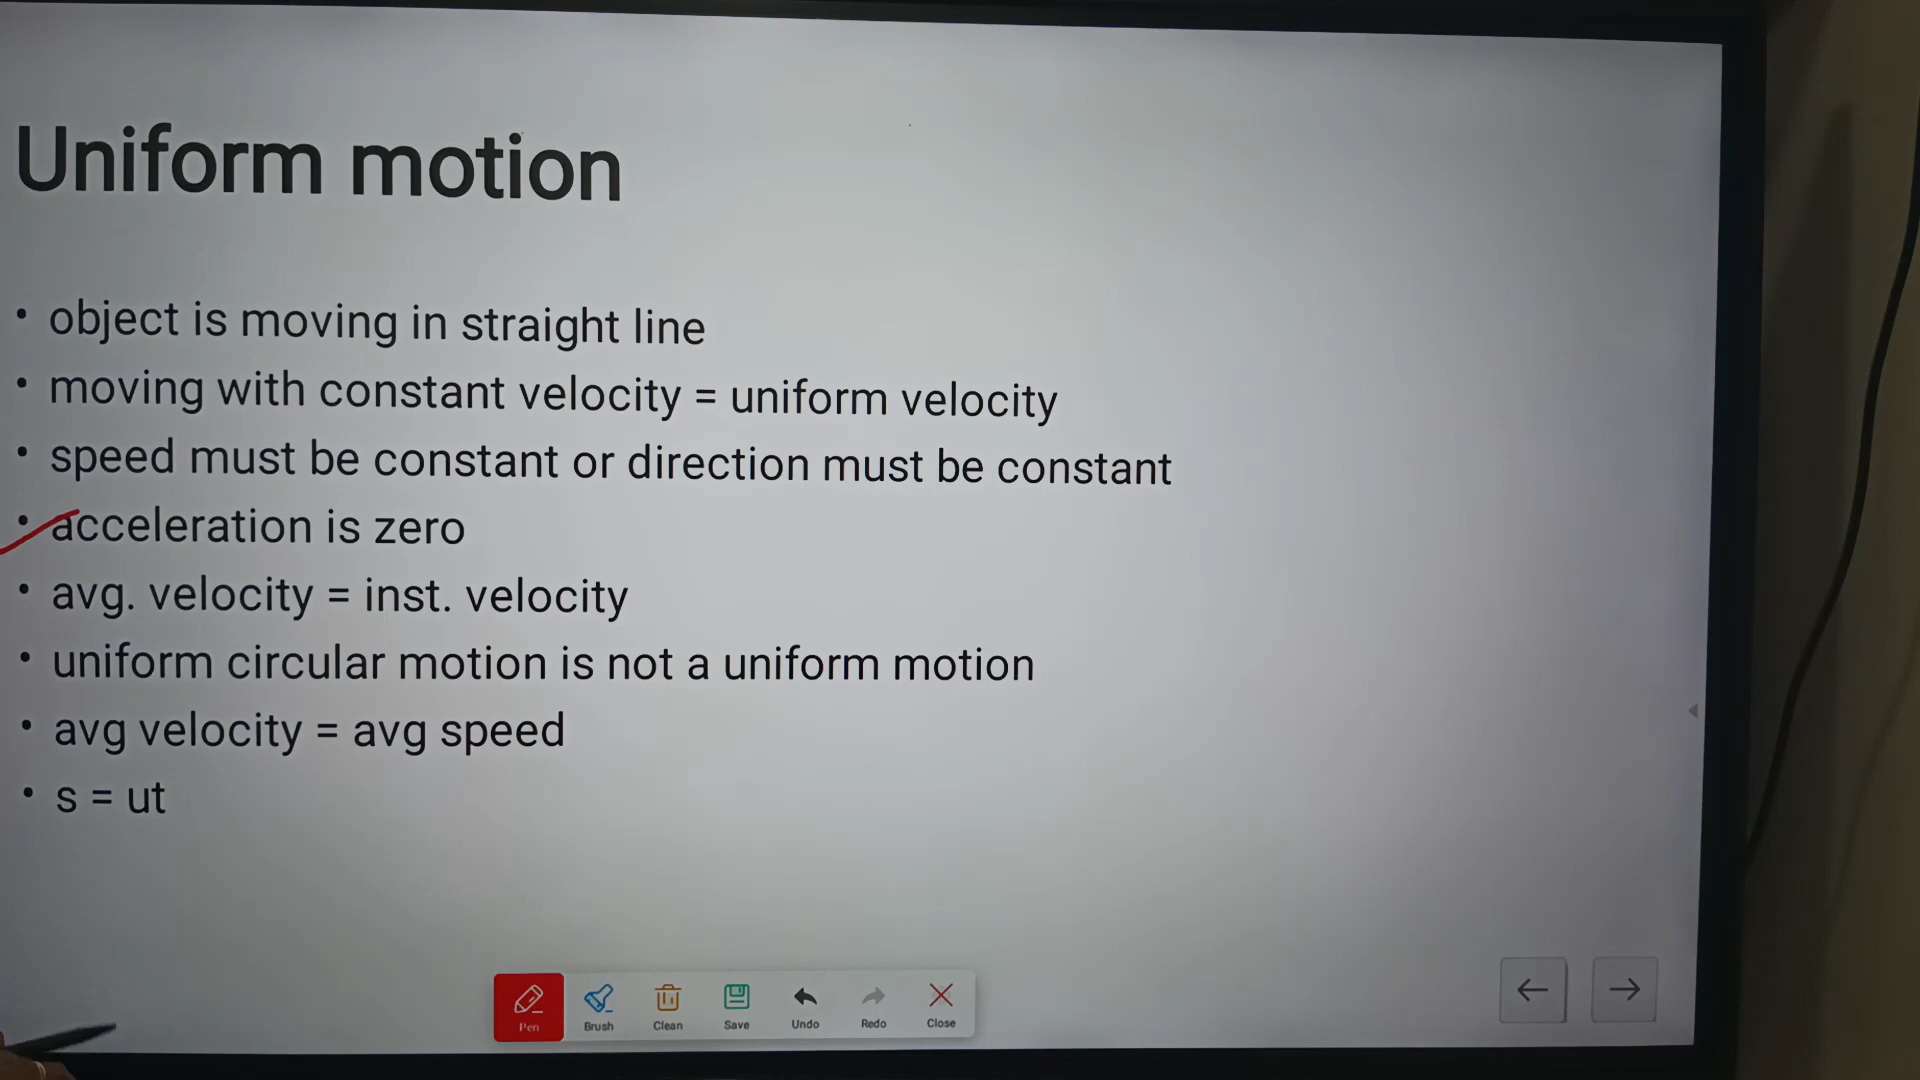 Uniform motion
• object is moving in straight line
• moving with constant velocity = uniform velocity
• speed must be constant or direction must be constant
• acceleration is zero
• avg. velocity = inst. velocity
• uniform circular motion is not a uniform motion
• avg velocity = avg speed
• s = ut
Pen Brush Clean Save Undo Redo Close